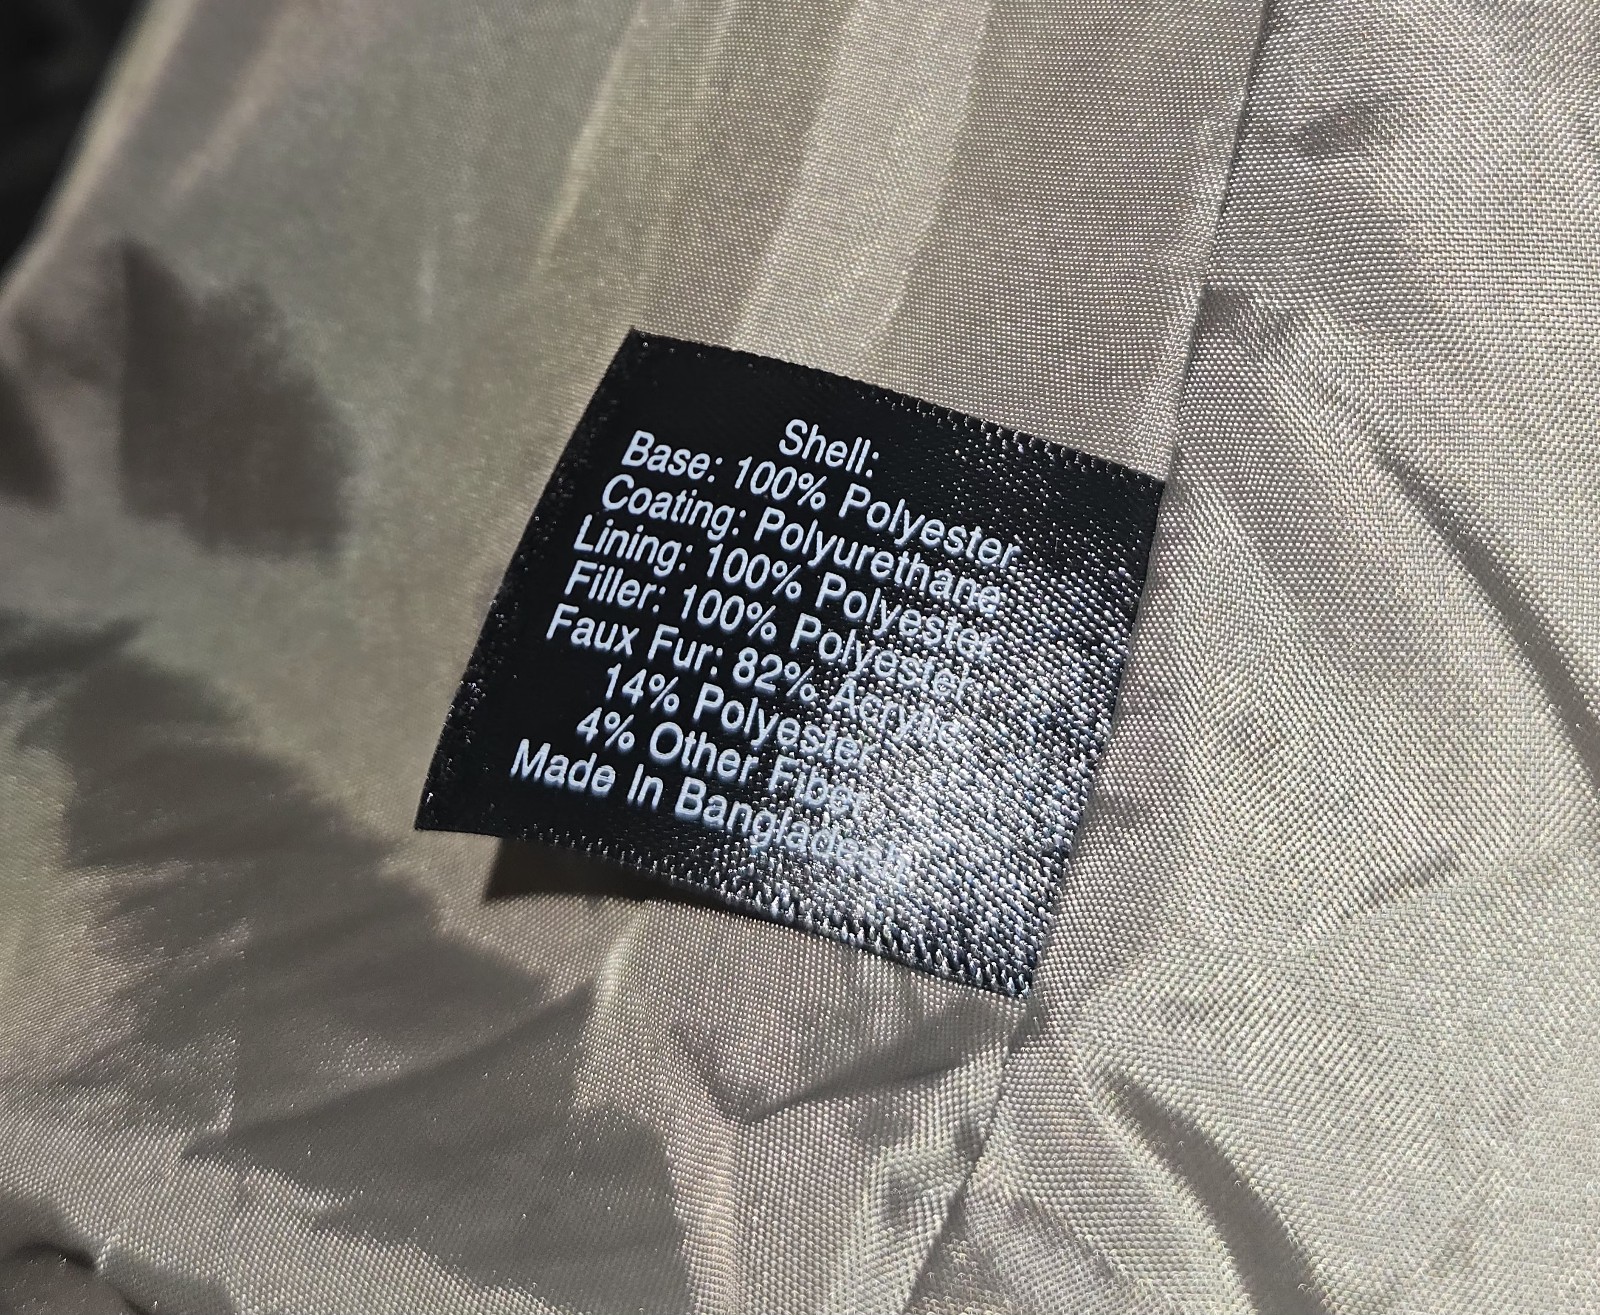 Shell:
Base: 100% Polyester
Coating: Polyurethane
Lining: 100% Polyester
Filler: 100% Polyester
Faux Fur: 82% Acrylic
14% Polyester
4% Other Fiber
Made In Bangladesh